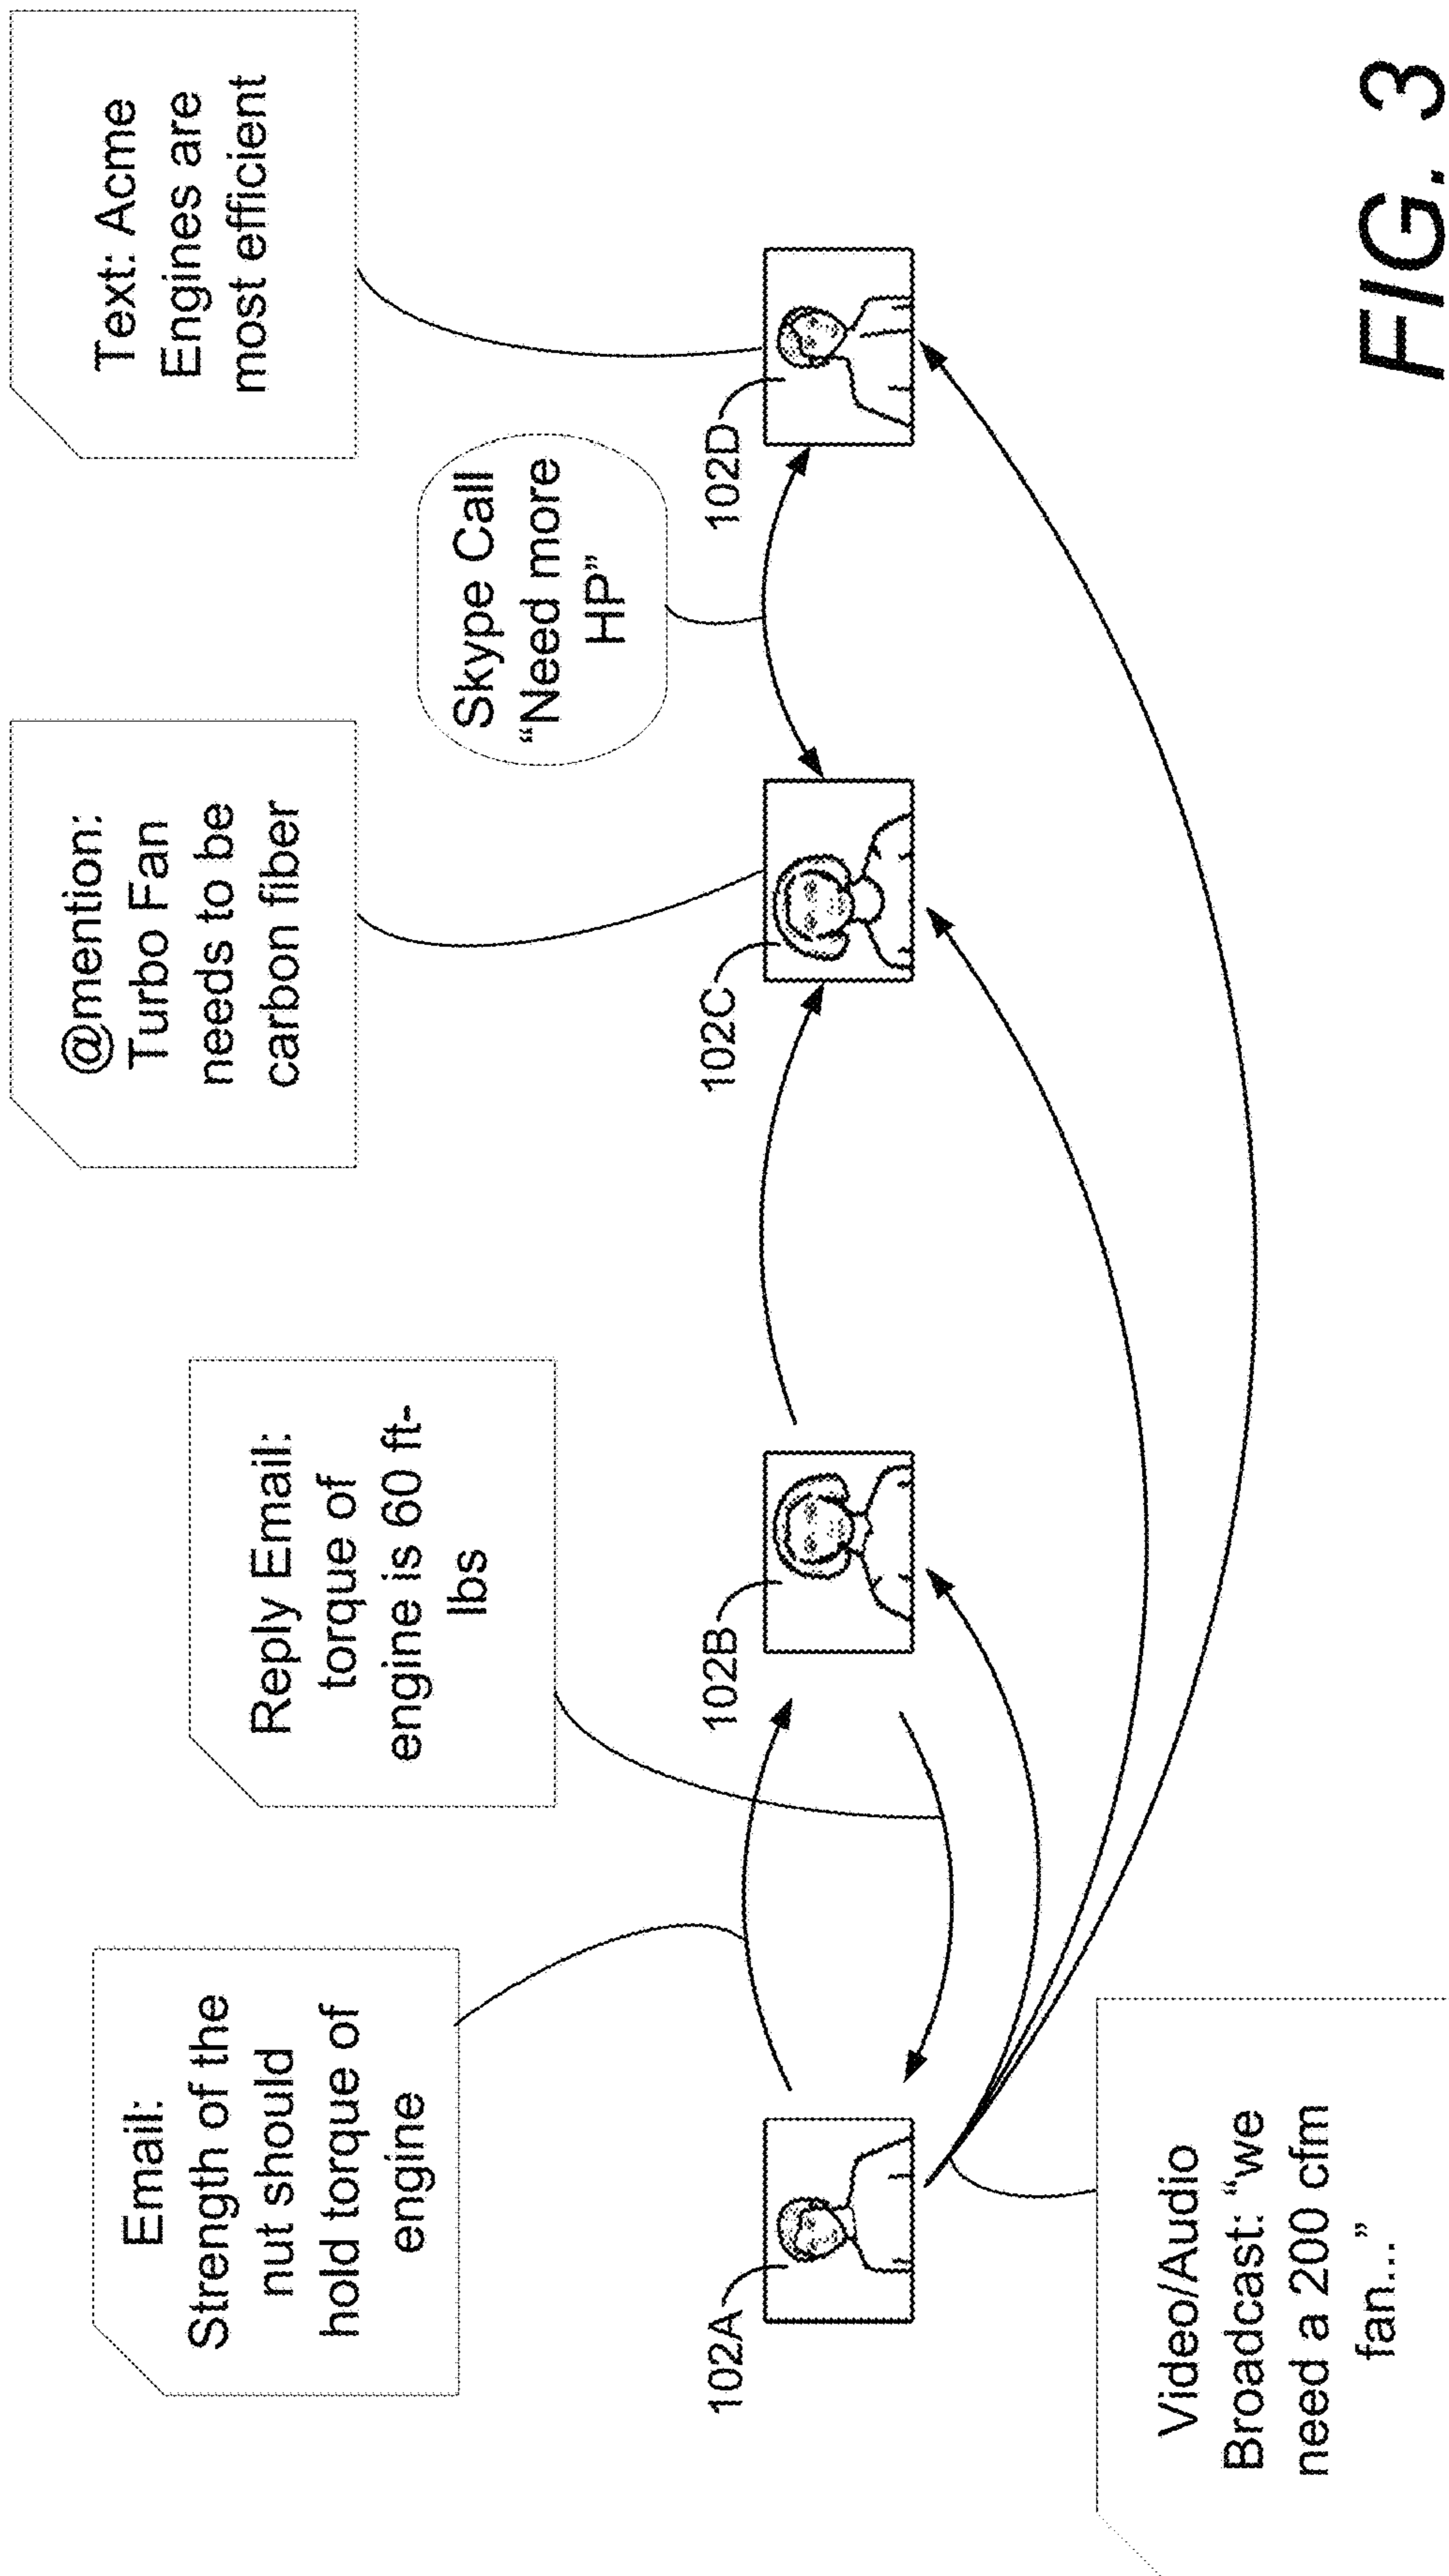 Email:
Strength of the
nut should
hold torque of
engine
Reply Email:
torque of
engine is 60 ft-
lbs
@mention:
Turbo Fan
needs to be
carbon fiber
Text: Acme
Engines are
most efficient
Skype Call
“Need more
HP”
102A
102B
102C
102D
Video/Audio
Broadcast: “we
need a 200 cfm
fan...”
FIG. 3